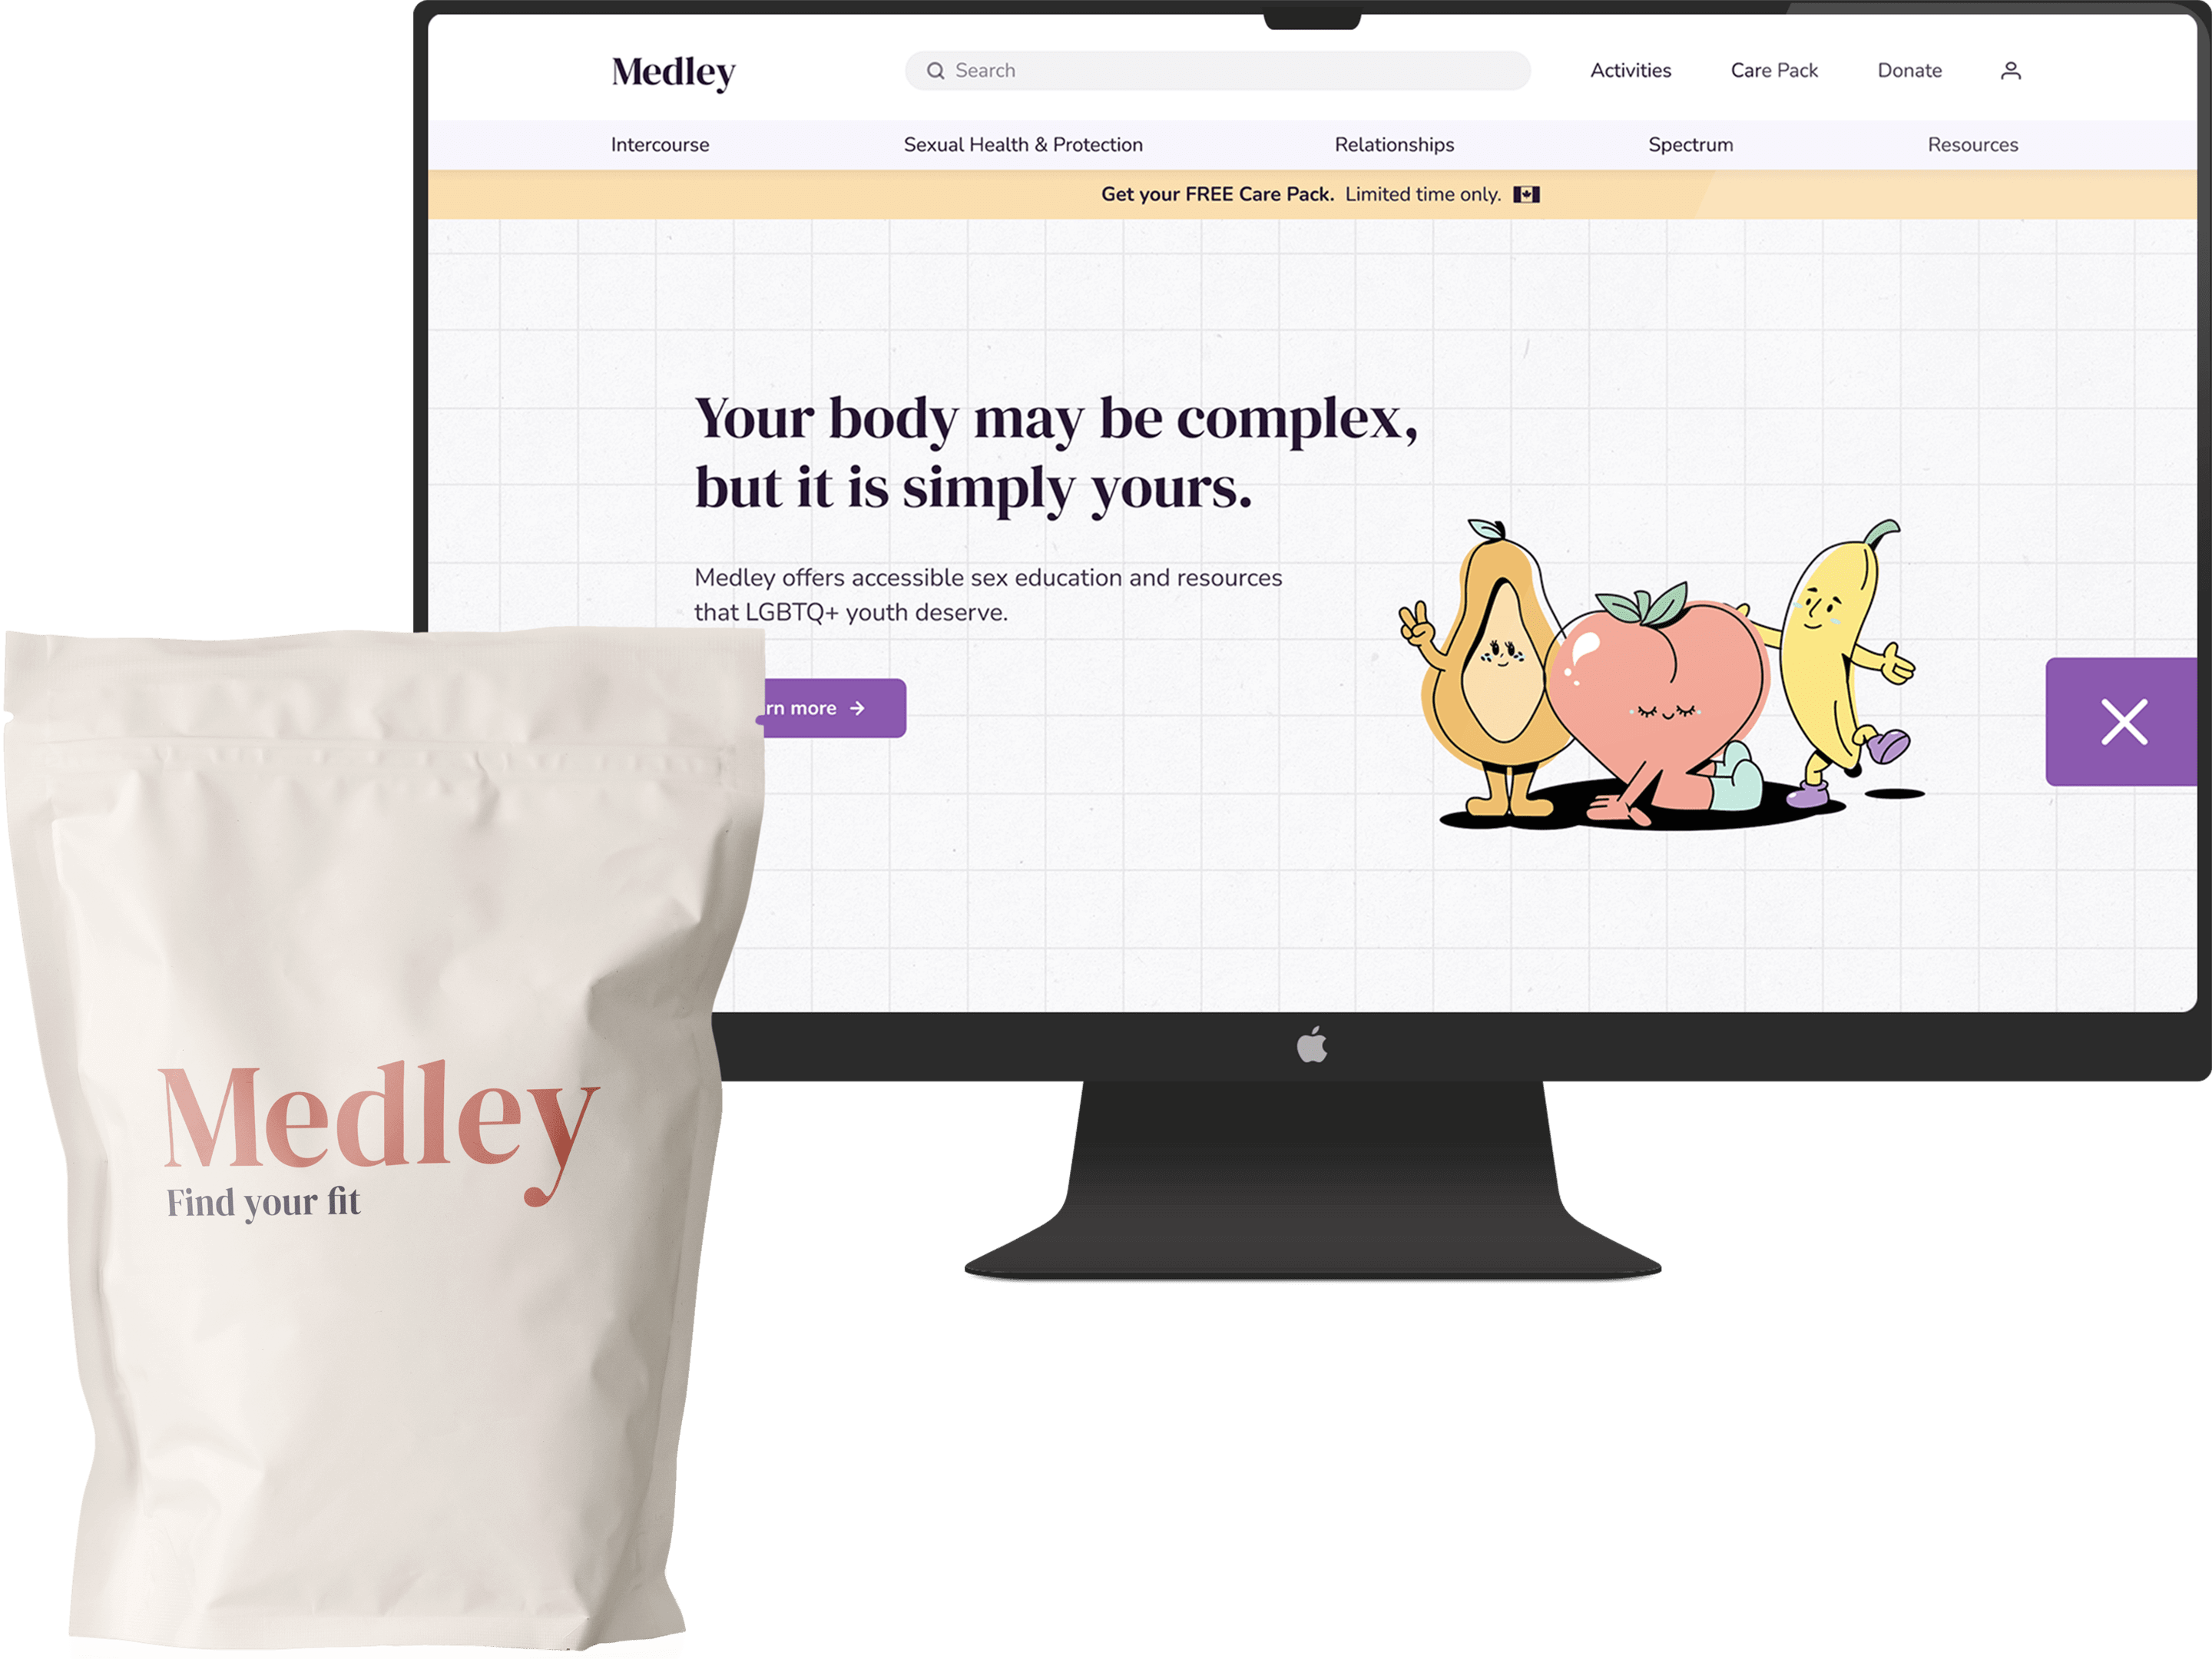 Medley
Search
Activities
Care Pack
Donate
Intercourse
Sexual Health & Protection
Relationships
Spectrum
Resources
Get your FREE Care Pack. Limited time only.
Your body may be complex,
but it is simply yours.
Medley offers accessible sex education and resources
that LGBTQ+ youth deserve.
rn more
Medley
Find your fit